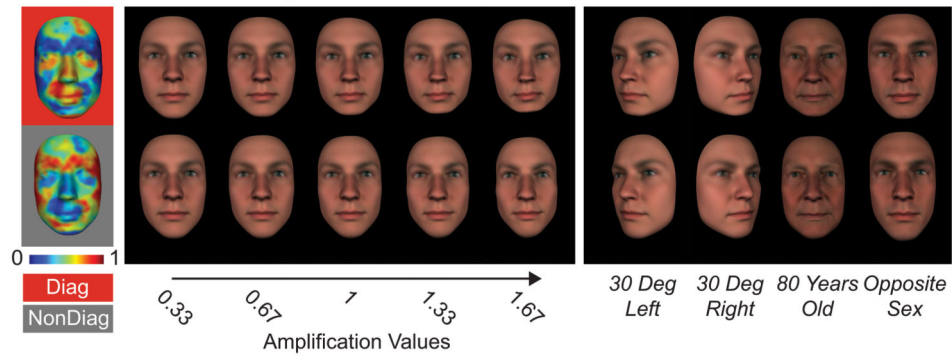 0 1
Diag
NonDiag
0.33 0.67 1 1.33 1.67
Amplification Values
30 Deg 30 Deg 80 Years Opposite
Left Right Old Sex